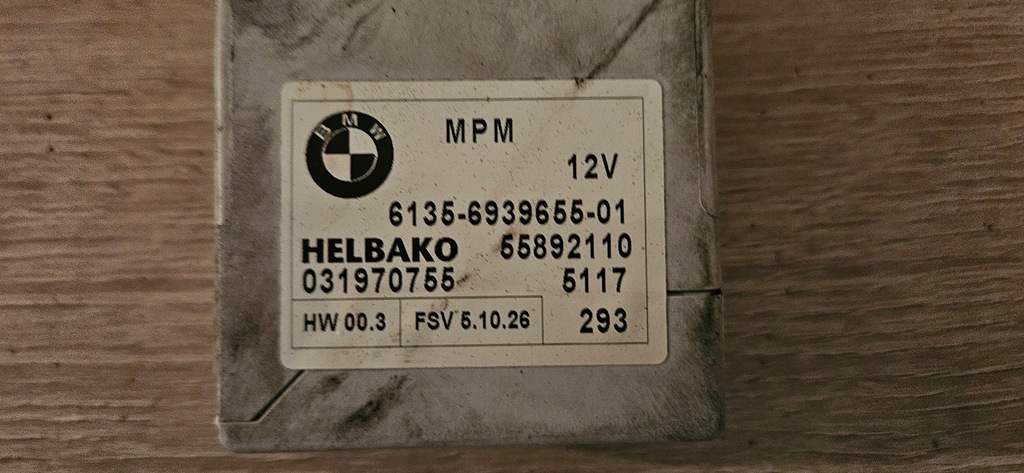 BMW
MPM
12V
6135-6939655-01
HELBAKO 55892110
031970755 5117
HW 00.3 FSV 5.10.26 293